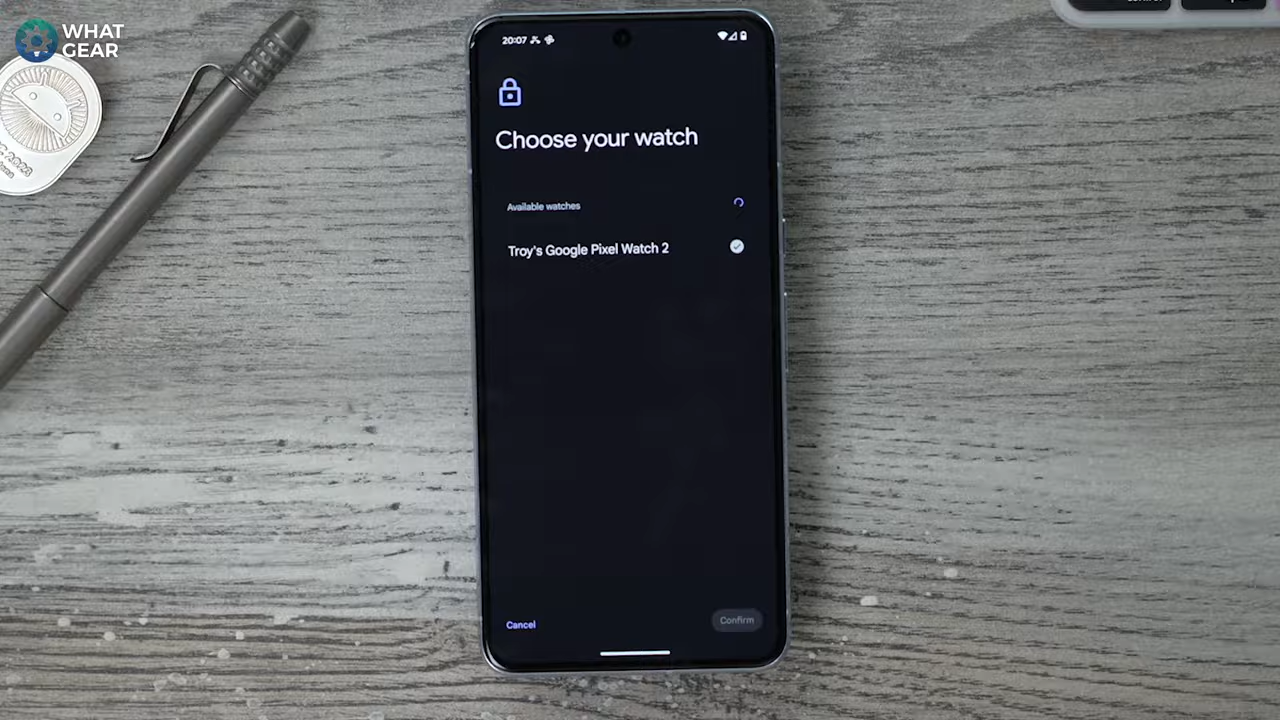 WHAT
GEAR
20:07
Choose your watch
Available watches
Troy's Google Pixel Watch 2
Cancel
Confirm